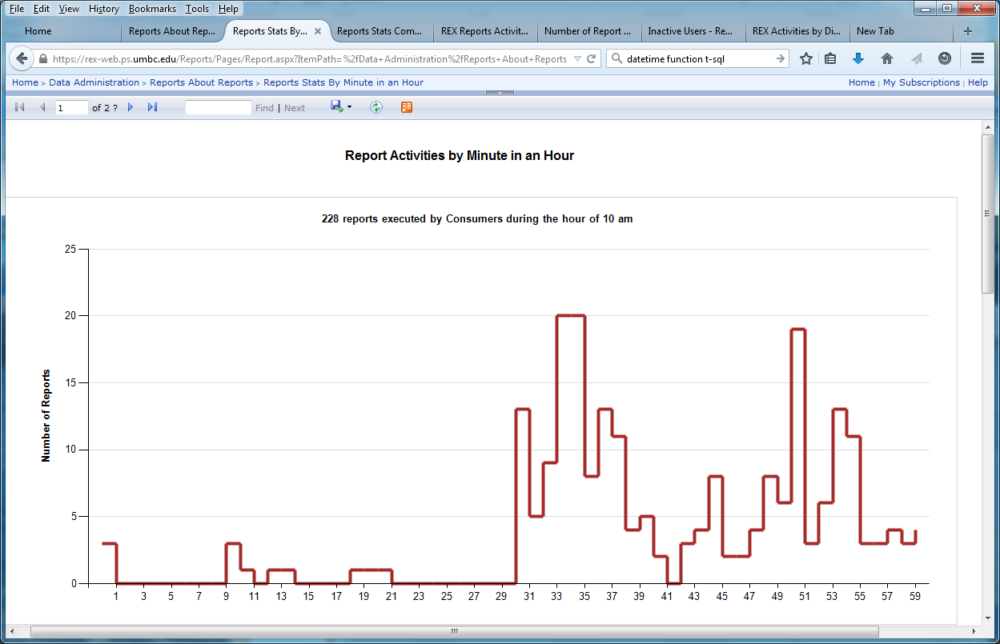 File Edit View History Bookmarks Tools Help
Home Reports About Rep... Reports Stats By... Reports Stats Com... REX Reports Activit... Number of Report ... Inactive Users - Re... REX Activities by Di... New Tab
https://rex-web.ps.umbc.edu/Reports/Pages/Report.aspx?ItemPath=%2fData+Administration%2fReports+About+Reports datetime function t-sql
Home > Data Administration > Reports About Reports > Reports Stats By Minute in an Hour Home | My Subscriptions | Help
1 of 2 ? Find | Next
Report Activities by Minute in an Hour
228 reports executed by Consumers during the hour of 10 am
25
20
15
10
5
0
Number of Reports
1 3 5 7 9 11 13 15 17 19 21 23 25 27 29 31 33 35 37 39 41 43 45 47 49 51 53 55 57 59